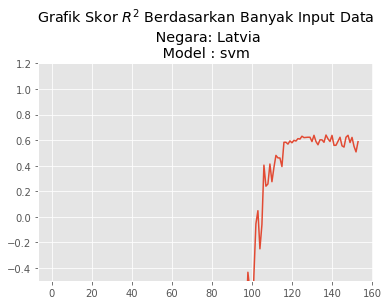 Grafik Skor $R^2$ Berdasarkan Banyak Input Data
Negara: Latvia
Model : svm
1.2
1.0
0.8
0.6
0.4
0.2
0.0
−0.2
−0.4
0 20 40 60 80 100 120 140 160